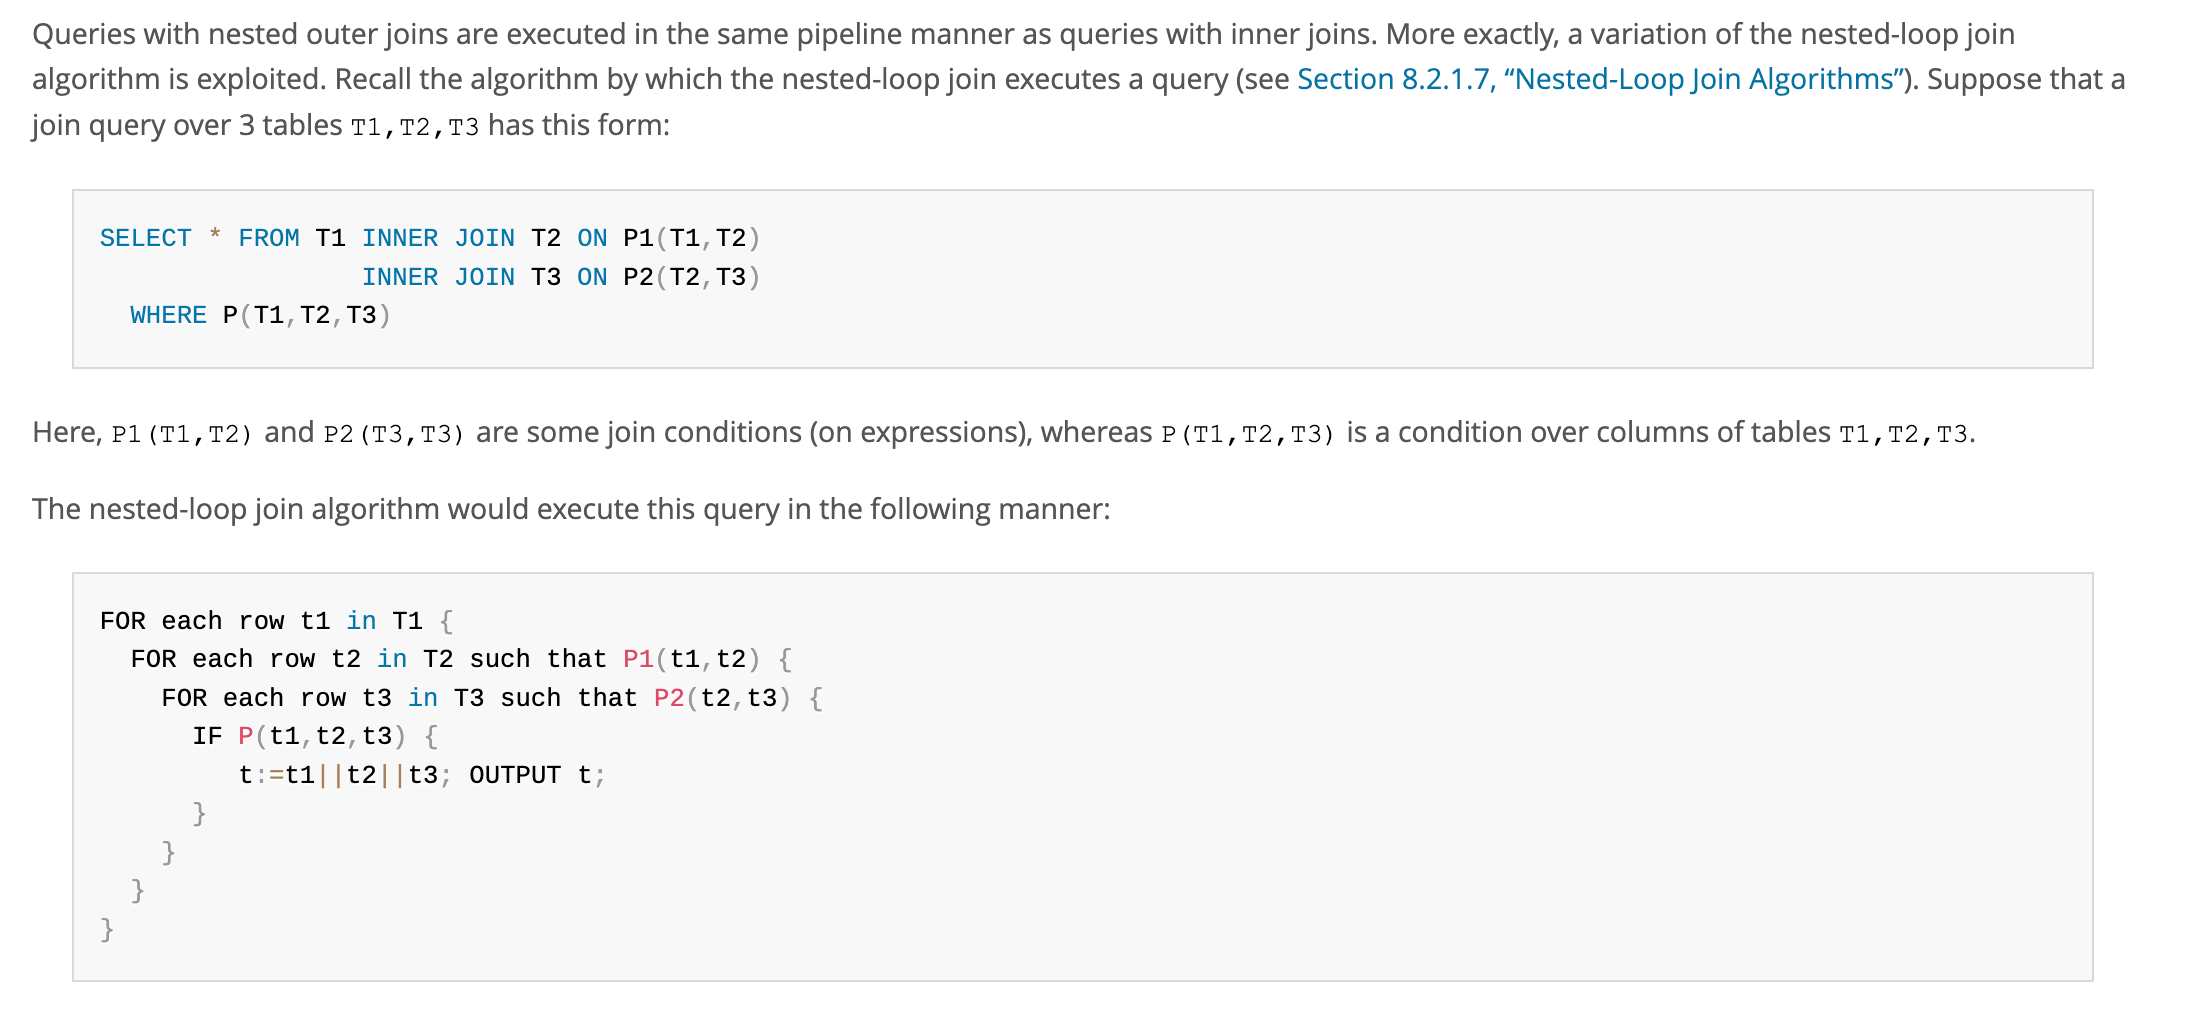 Queries with nested outer joins are executed in the same pipeline manner as queries with inner joins. More exactly, a variation of the nested-loop join
algorithm is exploited. Recall the algorithm by which the nested-loop join executes a query (see Section 8.2.1.7, “Nested-Loop Join Algorithms”). Suppose that a
join query over 3 tables T1,T2,T3 has this form:
SELECT * FROM T1 INNER JOIN T2 ON P1(T1,T2)
INNER JOIN T3 ON P2(T2,T3)
WHERE P(T1,T2,T3)
Here, P1(T1,T2) and P2(T3,T3) are some join conditions (on expressions), whereas P(T1,T2,T3) is a condition over columns of tables T1,T2,T3.
The nested-loop join algorithm would execute this query in the following manner:
FOR each row t1 in T1 {
FOR each row t2 in T2 such that P1(t1,t2) {
FOR each row t3 in T3 such that P2(t2,t3) {
IF P(t1,t2,t3) {
t:=t1||t2||t3; OUTPUT t;
}
}
}
}